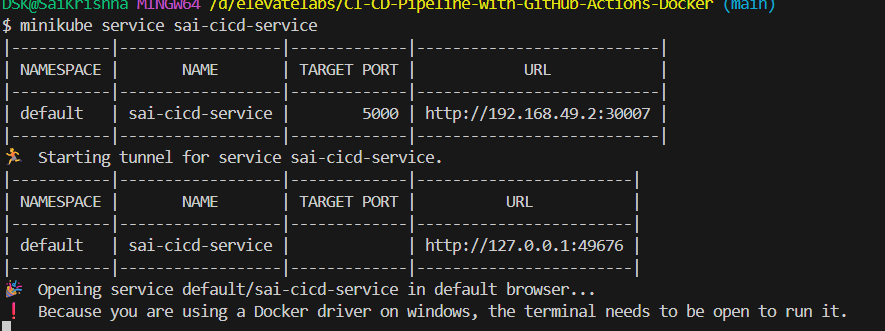 DSK@SaiKrishna MINGW64 /d/elevatelabs/CI-CD-Pipeline-with-GitHub-Actions-Docker (main)
$ minikube service sai-cicd-service
|-----------|------------------|-------------|---------------------------|
| NAMESPACE |       NAME       | TARGET PORT |            URL            |
|-----------|------------------|-------------|---------------------------|
| default   | sai-cicd-service |        5000 | http://192.168.49.2:30007 |
|-----------|------------------|-------------|---------------------------|
🏃  Starting tunnel for service sai-cicd-service.
|-----------|------------------|-------------|------------------------|
| NAMESPACE |       NAME       | TARGET PORT |          URL           |
|-----------|------------------|-------------|------------------------|
| default   | sai-cicd-service |             | http://127.0.0.1:49676 |
|-----------|------------------|-------------|------------------------|
🎉  Opening service default/sai-cicd-service in default browser...
❗  Because you are using a Docker driver on windows, the terminal needs to be open to run it.